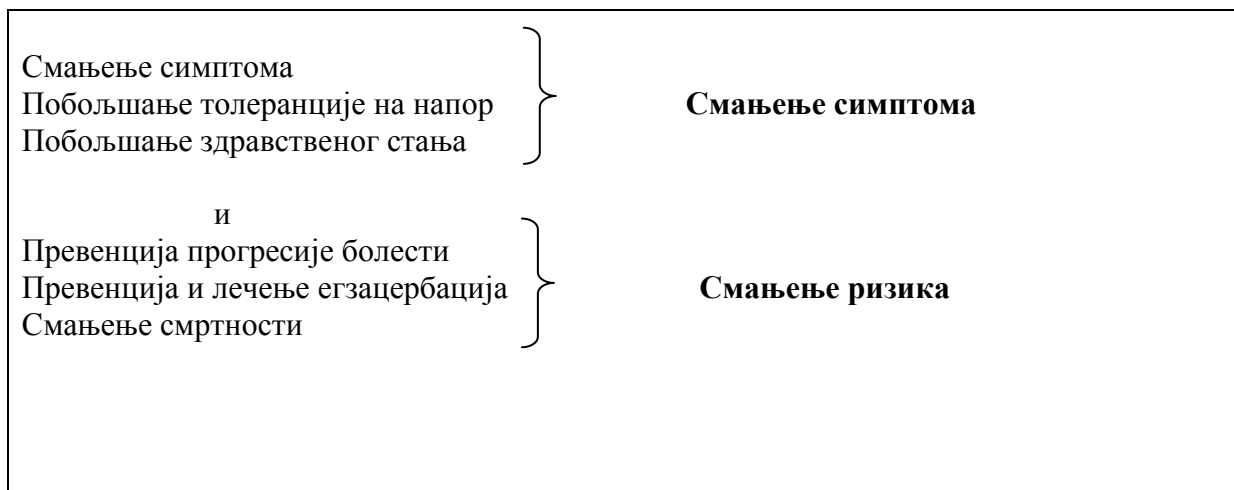 Смањење симптома
Побољшање толеранције на напор
Побољшање здравственог стања
Смањење симптома
и
Превенција прогресије болести
Превенција и лечење егзацербација
Смањење смртности
Смањење ризика